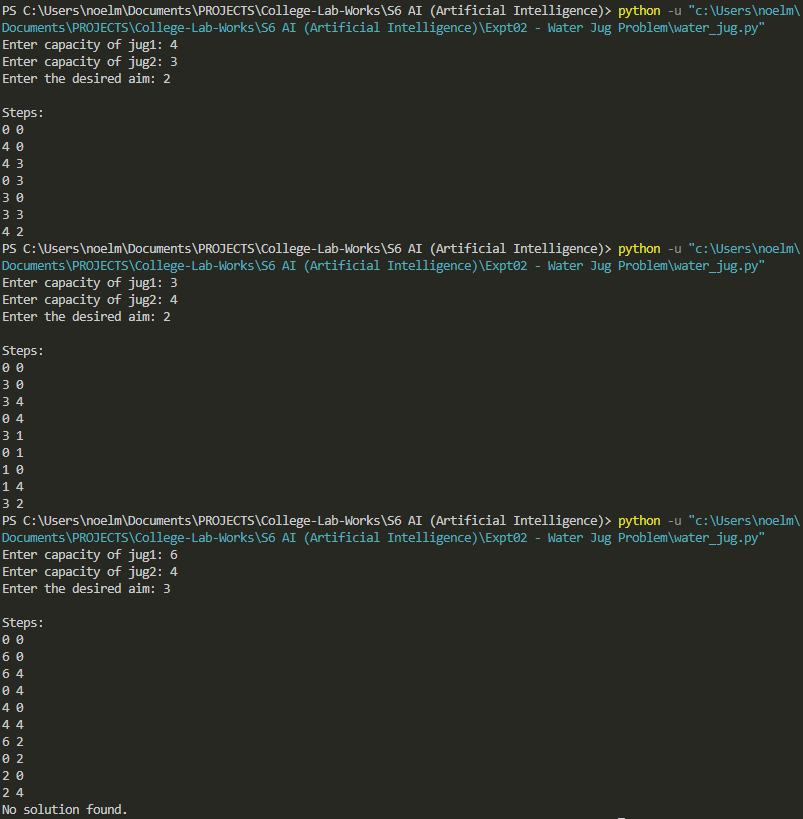 PS C:\Users\noelm\Documents\PROJECTS\College-Lab-Works\S6 AI (Artificial Intelligence)> python -u "c:\Users\noelm\
Documents\PROJECTS\College-Lab-Works\S6 AI (Artificial Intelligence)\Expt02 - Water Jug Problem\water_jug.py"
Enter capacity of jug1: 4
Enter capacity of jug2: 3
Enter the desired aim: 2

Steps:
0 0
4 0
4 3
0 3
3 0
3 3
4 2
PS C:\Users\noelm\Documents\PROJECTS\College-Lab-Works\S6 AI (Artificial Intelligence)> python -u "c:\Users\noelm\
Documents\PROJECTS\College-Lab-Works\S6 AI (Artificial Intelligence)\Expt02 - Water Jug Problem\water_jug.py"
Enter capacity of jug1: 3
Enter capacity of jug2: 4
Enter the desired aim: 2

Steps:
0 0
3 0
3 4
0 4
3 1
0 1
1 0
1 4
3 2
PS C:\Users\noelm\Documents\PROJECTS\College-Lab-Works\S6 AI (Artificial Intelligence)> python -u "c:\Users\noelm\
Documents\PROJECTS\College-Lab-Works\S6 AI (Artificial Intelligence)\Expt02 - Water Jug Problem\water_jug.py"
Enter capacity of jug1: 6
Enter capacity of jug2: 4
Enter the desired aim: 3

Steps:
0 0
6 0
6 4
0 4
4 0
4 4
6 2
0 2
2 0
2 4
No solution found.